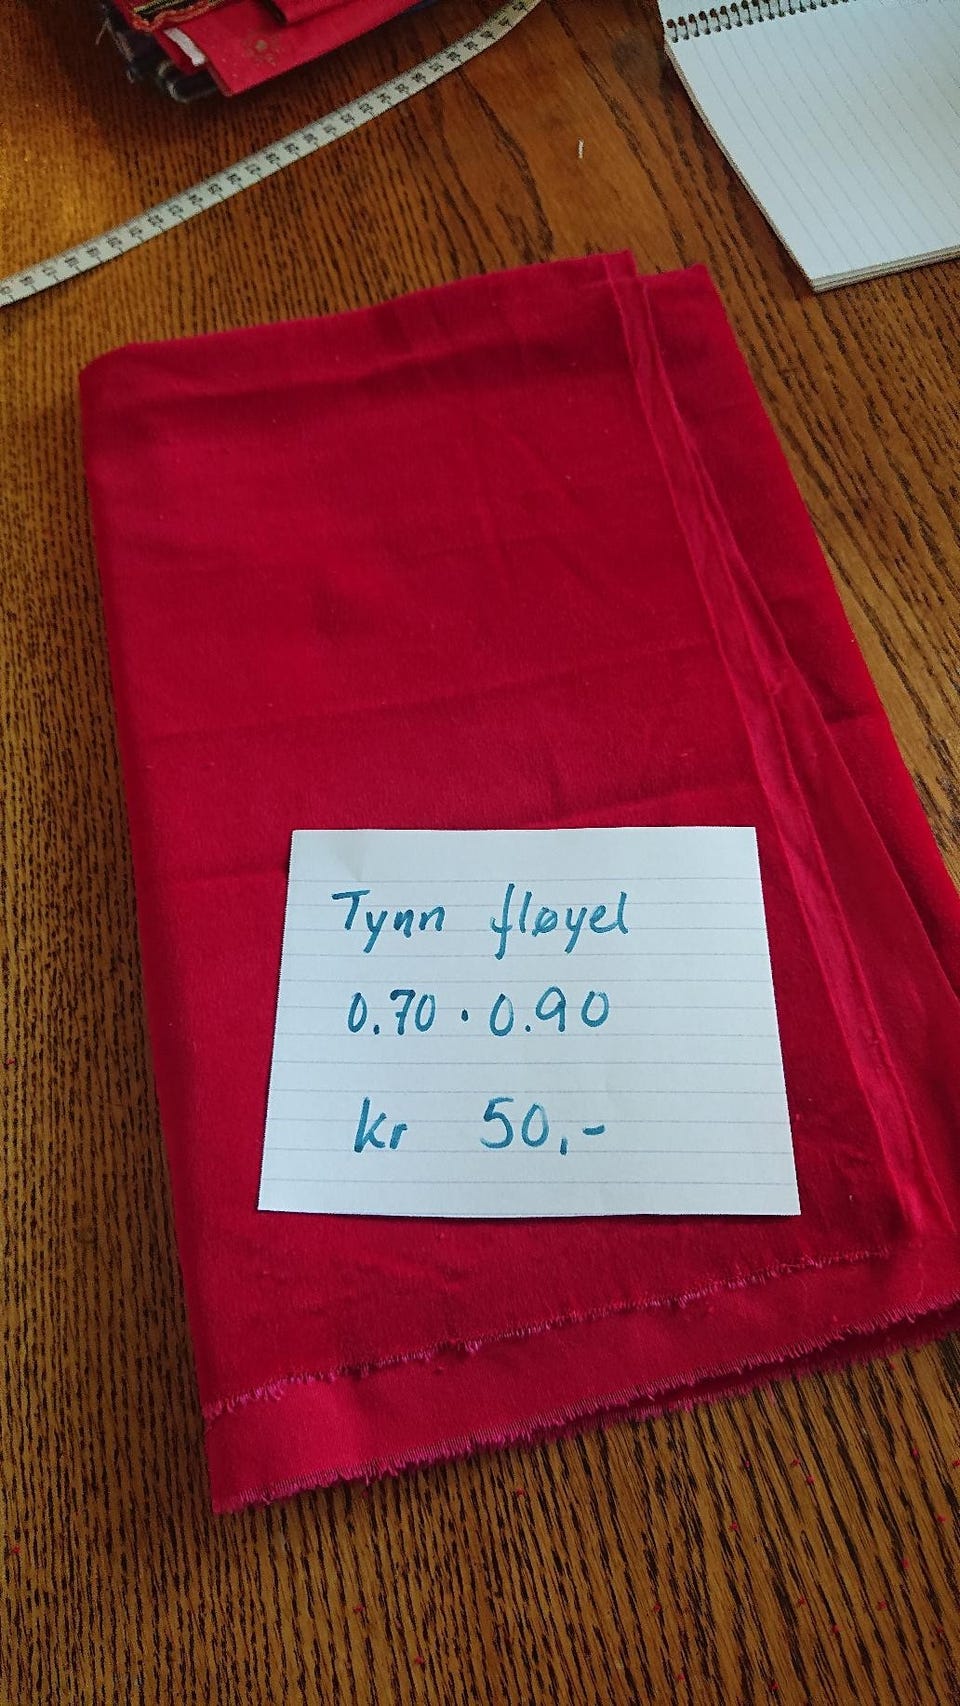 Tynn fløyel
0.70 · 0.90
kr 50,-